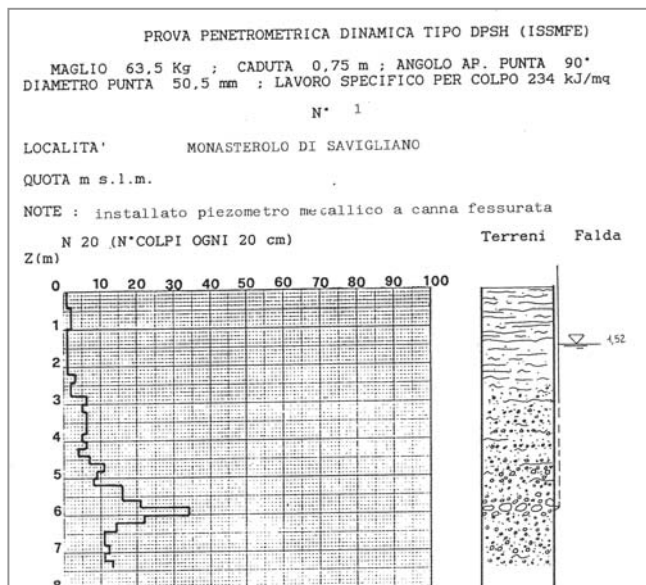 PROVA PENETROMETRICA DINAMICA TIPO DPSH (ISSMFE)
MAGLIO 63,5 Kg ; CADUTA 0,75 m ; ANGOLO AP. PUNTA 90°
DIAMETRO PUNTA 50,5 mm ; LAVORO SPECIFICO PER COLPO 234 kJ/mq
N° 1
LOCALITA' MONASTEROLO DI SAVIGLIANO
QUOTA m s.l.m.
NOTE : installato piezometro metallico a canna fessurata
N 20 (N°COLPI OGNI 20 cm) Terreni Falda
Z(m)
0 10 20 30 40 50 60 70 80 90 100
1
1,52
2
3
4
5
6
7
8